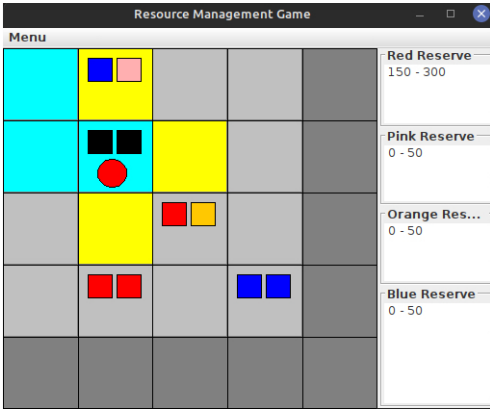 Resource Management Game
Menu
Red Reserve
150 - 300
Pink Reserve
0 - 50
Orange Res...
0 - 50
Blue Reserve
0 - 50